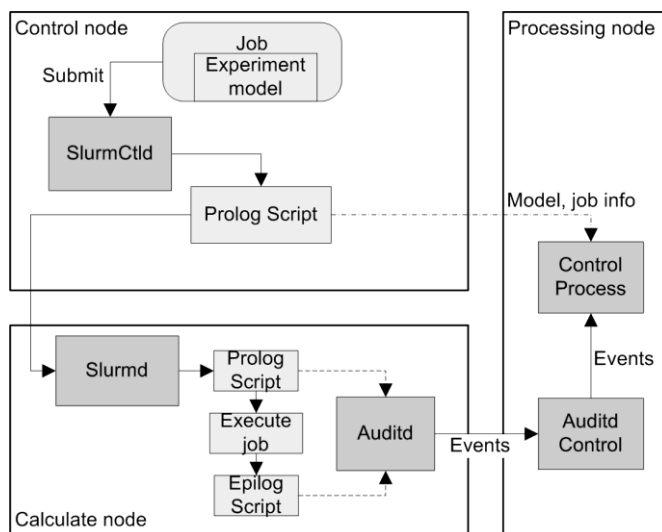 Control node
Job
Experiment
model
Submit
SlurmCtld
Prolog Script
Processing node
Model, job info
Control
Process
Events
Auditd
Control
Slurmd
Prolog
Script
Execute
job
Epilog
Script
Auditd
Events
Calculate node